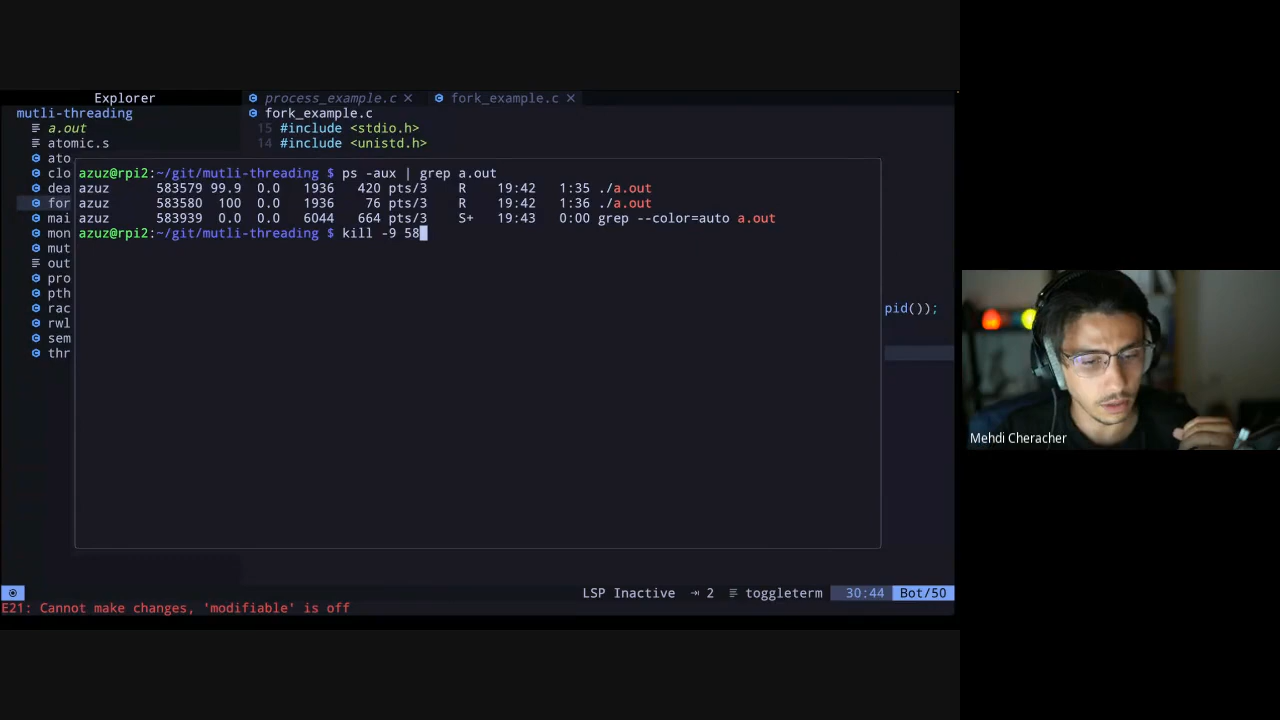 Explorer
process_example.c ×
fork_example.c ×
mutli-threading
fork_example.c
a.out
15 #include <stdio.h>
atomic.s
14 #include <unistd.h>
ato
clo
dea
for
mai
mon
mut
out
pro
pth
rac
rwl
sem
thr
azuz@rpi2:~/git/mutli-threading $ ps -aux | grep a.out
azuz 583579 99.9 0.0 1936 420 pts/3 R 19:42 1:35 ./a.out
azuz 583580 100 0.0 1936 76 pts/3 R 19:42 1:36 ./a.out
azuz 583939 0.0 0.0 6044 664 pts/3 S+ 19:43 0:00 grep --color=auto a.out
azuz@rpi2:~/git/mutli-threading $ kill -9 58
pid());
Mehdi Cheracher
LSP Inactive ⇥ 2 toggleterm 30:44 Bot/50
E21: Cannot make changes, 'modifiable' is off